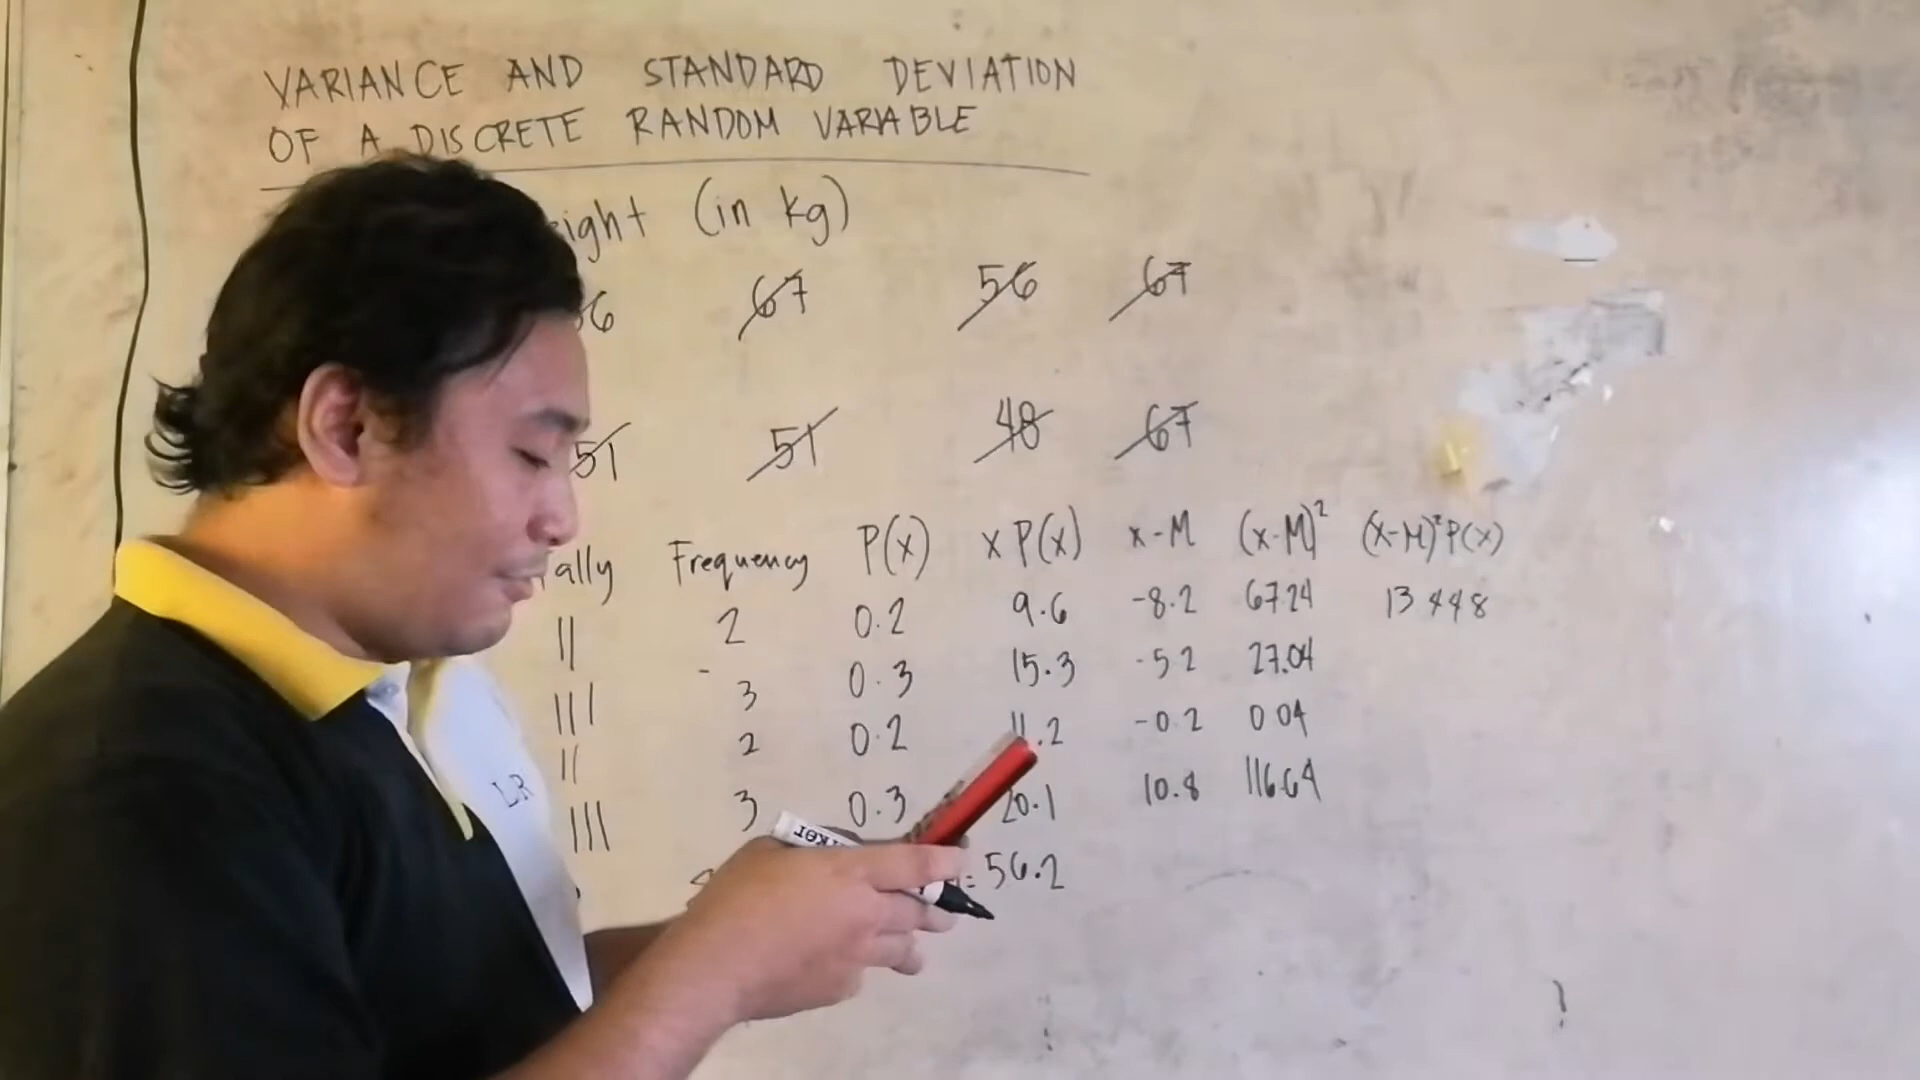 VARIANCE AND STANDARD DEVIATION
OF A DISCRETE RANDOM VARIABLE
eight (in kg)
6 67 56 67
51 51 48 67
ally Frequency P(x) x P(x) x-M (x-M)² (x-M)² P(x)
|| 2 0.2 9.6 -8.2 67.24 13 448
||| 3 0.3 15.3 -5.2 27.04
|| 2 0.2 11.2 -0.2 0 04
||| 3 0.3 20.1 10.8 116.64
= 56.2
LR